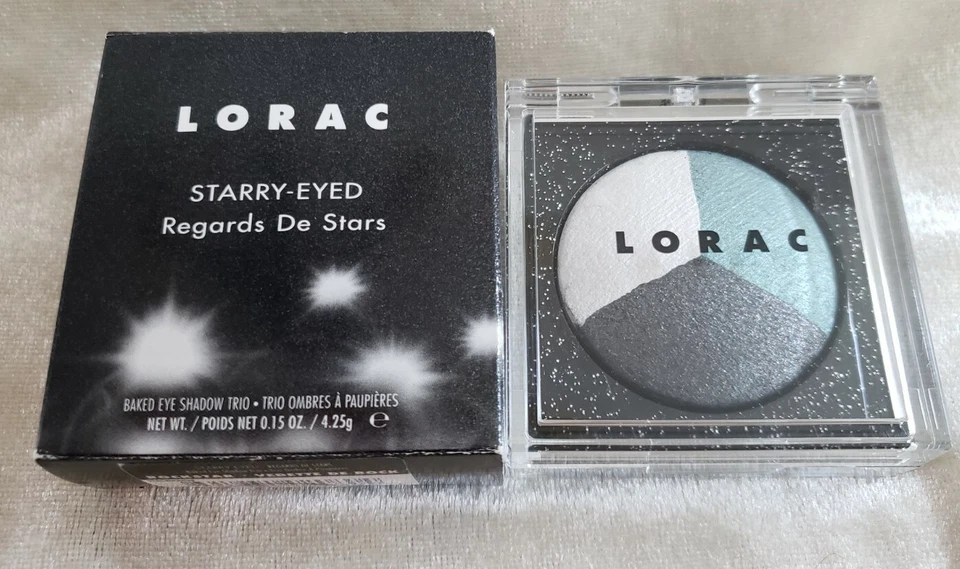 LORAC
STARRY-EYED
Regards De Stars
BAKED EYE SHADOW TRIO • TRIO OMBRES À PAUPIÈRES
NET WT. / POIDS NET 0.15 OZ. / 4.25g ℮
LORAC